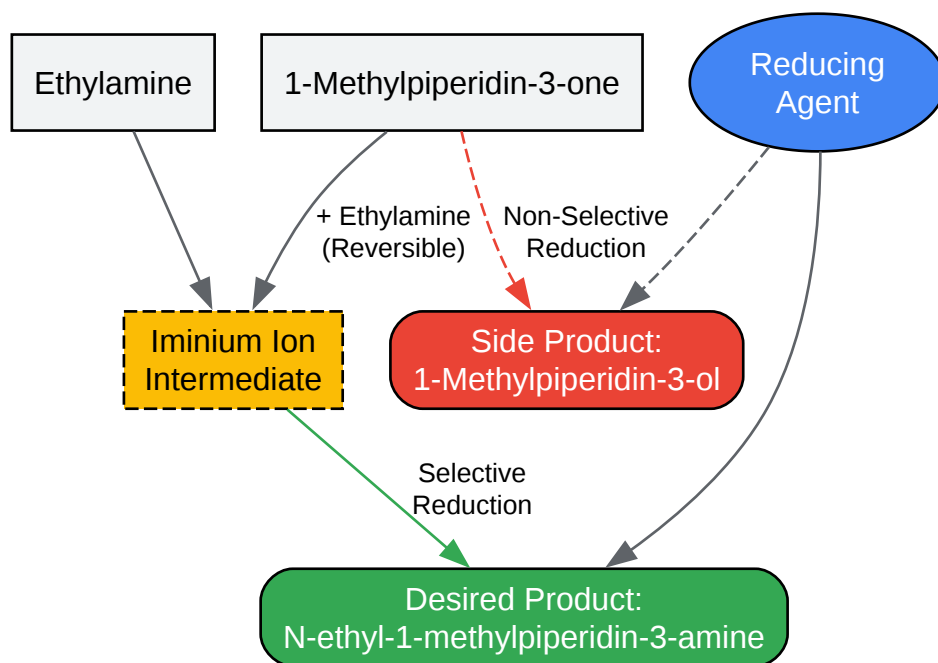 Ethylamine
1-Methylpiperidin-3-one
Reducing
Agent
+ Ethylamine
(Reversible)
Non-Selective
Reduction
Iminium Ion
Intermediate
Side Product:
1-Methylpiperidin-3-ol
Selective
Reduction
Desired Product:
N-ethyl-1-methylpiperidin-3-amine